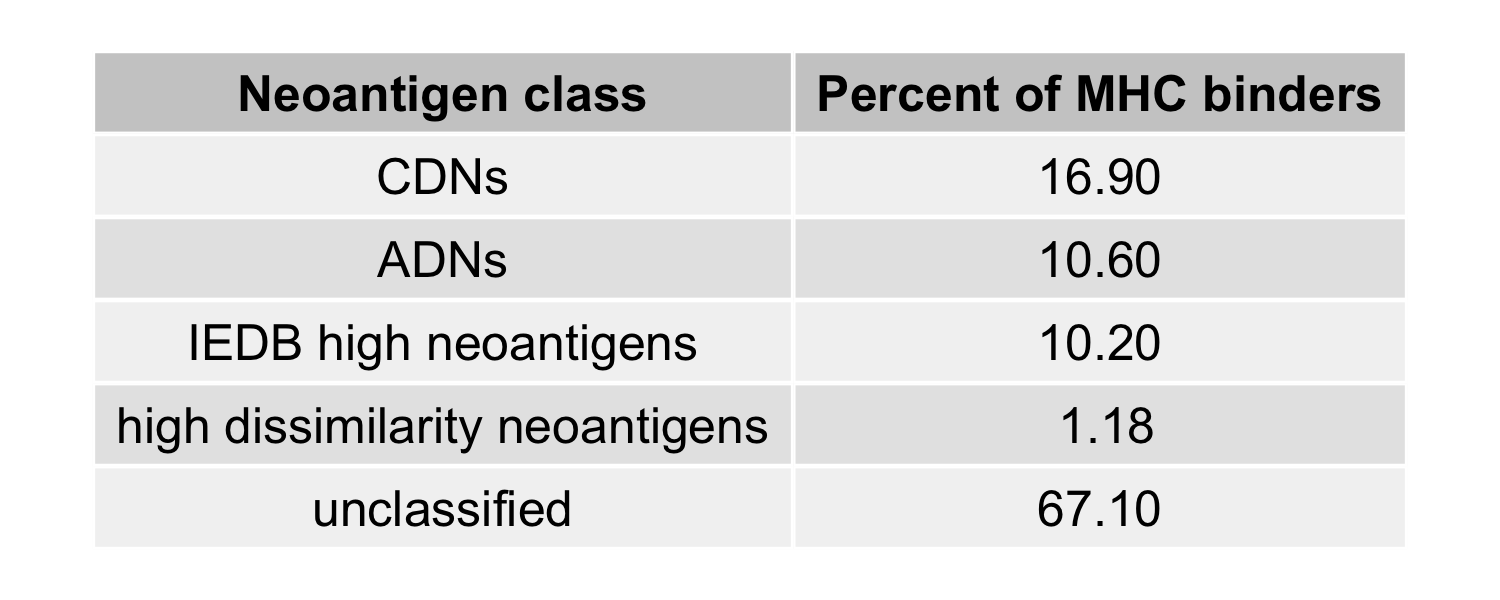 Neoantigen class Percent of MHC binders
CDNs 16.90
ADNs 10.60
IEDB high neoantigens 10.20
high dissimilarity neoantigens 1.18
unclassified 67.10